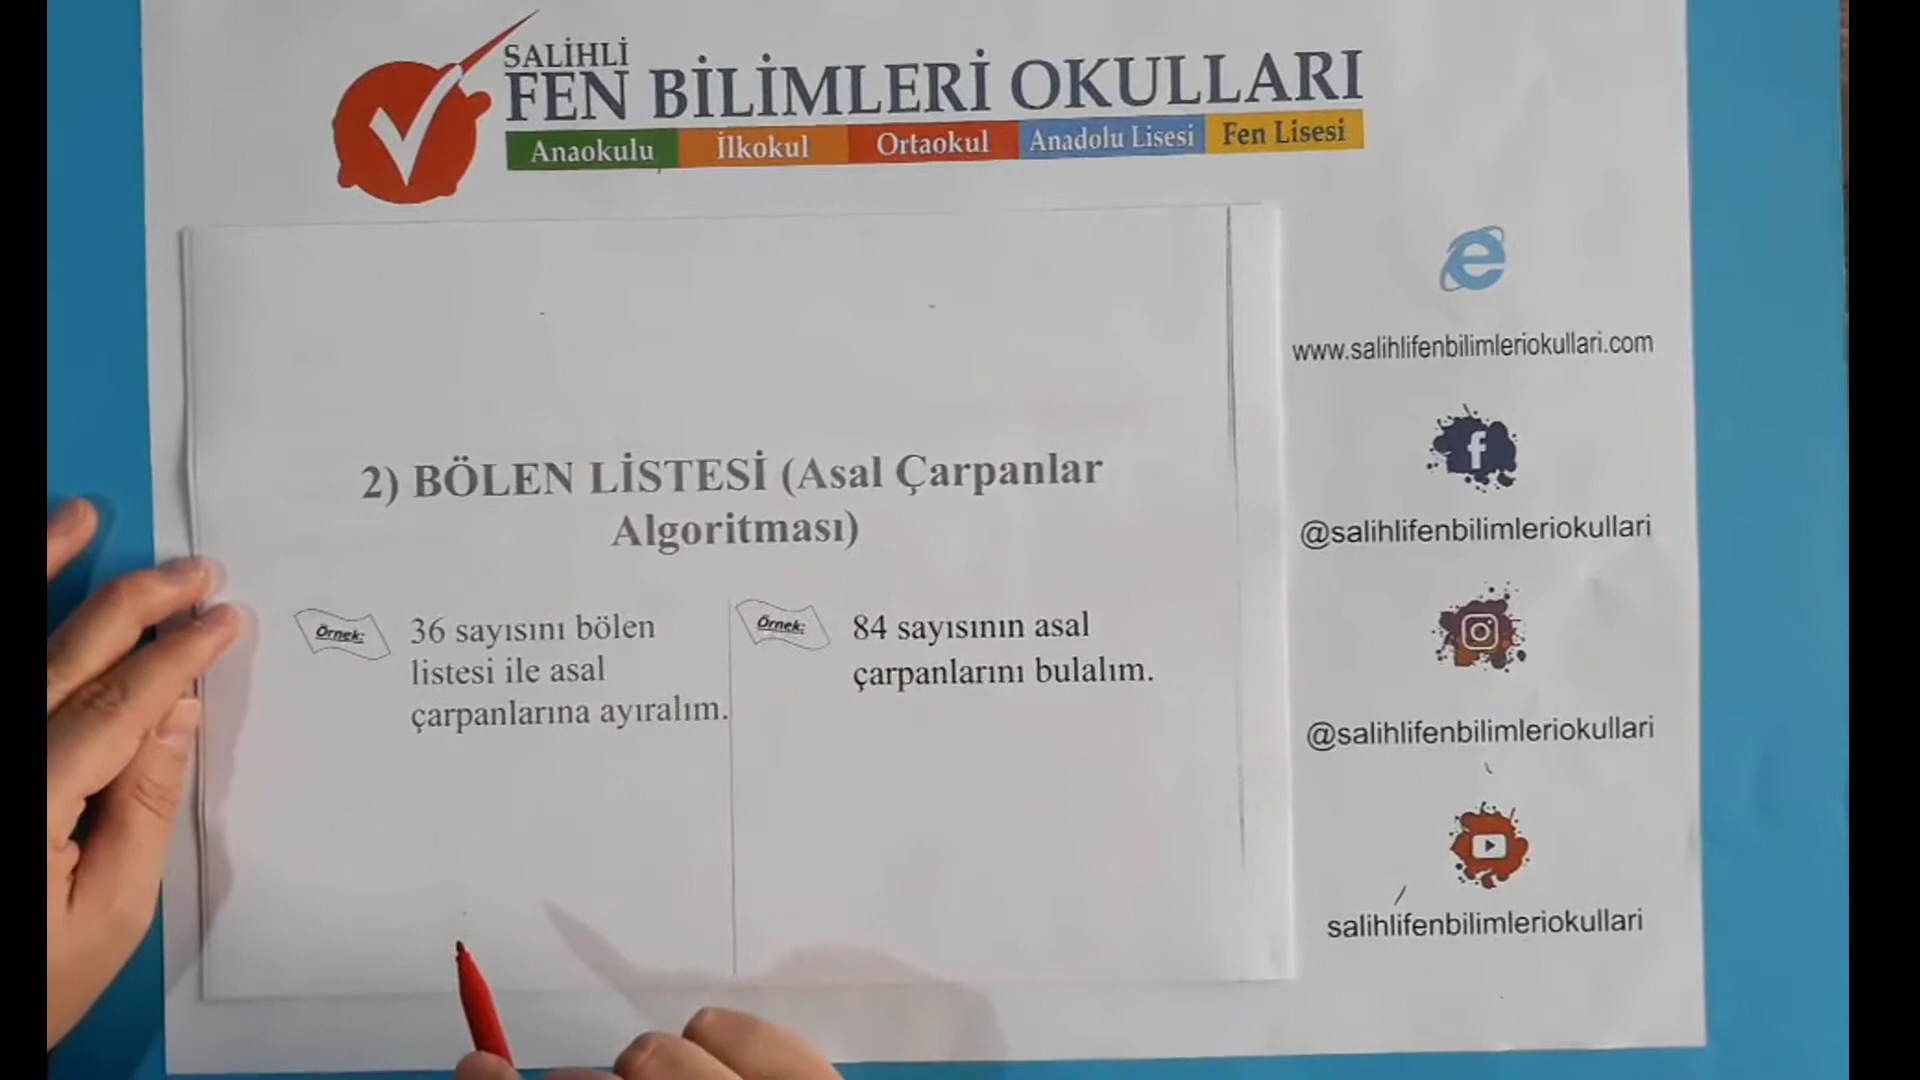 SALİHLİ
FEN BİLİMLERİ OKULLARI
Anaokulu İlkokul Ortaokul Anadolu Lisesi Fen Lisesi
www.salihlifenbilimleriokullari.com
@salihlifenbilimleriokullari
@salihlifenbilimleriokullari
salihlifenbilimleriokullari
2) BÖLEN LİSTESİ (Asal Çarpanlar
Algoritması)
Örnek:
36 sayısını bölen
listesi ile asal
çarpanlarına ayıralım.
Örnek:
84 sayısının asal
çarpanlarını bulalım.